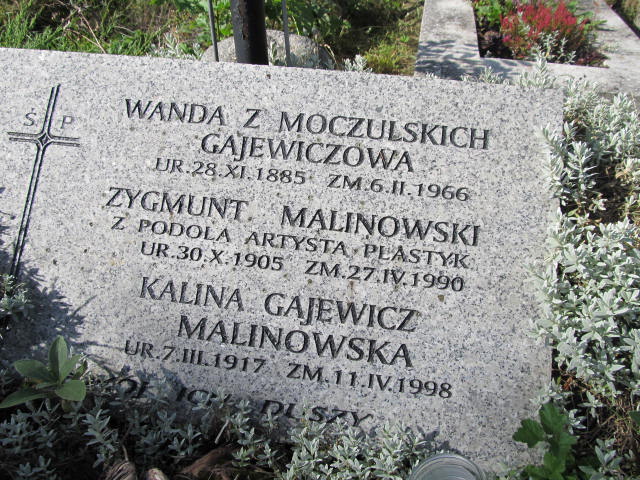 Ś P
WANDA Z MOCZULSKICH
GAJEWICZOWA
UR.28.XI.1885 ZM.6.II.1966
ZYGMUNT MALINOWSKI
Z PODOLA ARTYSTA PLASTYK
UR.30.X.1905 ZM.27.IV.1990
KALINA GAJEWICZ
MALINOWSKA
UR.7.III.1917 ZM.11.IV.1998
ICH DUSZY